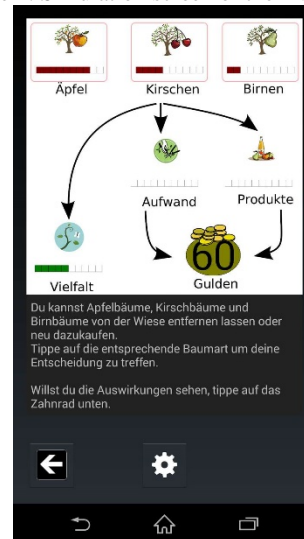 Äpfel Kirschen Birnen
Aufwand Produkte
60
Vielfalt Gulden
Du kannst Apfelbäume, Kirschbäume und
Birnbäume von der Wiese entfernen lassen oder
neu dazukaufen.
Tippe auf die entsprechende Baumart um deine
Entscheidung zu treffen.
Willst du die Auswirkungen sehen, tippe auf das
Zahnrad unten.